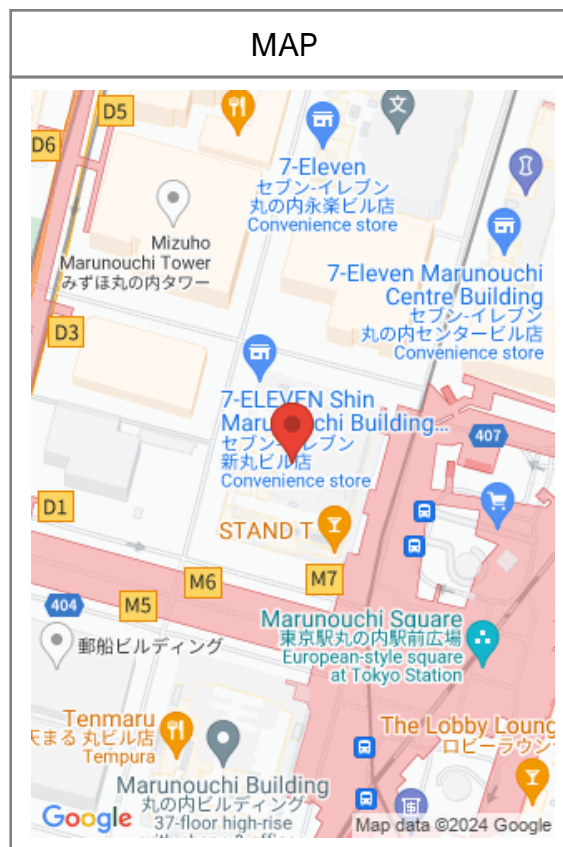 MAP
D5
D6
7-Eleven
セブン-イレブン
丸の内永楽ビル店
Convenience store
文
Mizuho
Marunouchi Tower
みずほ丸の内タワー
7-Eleven Marunouchi
Centre Building
セブン-イレブン
丸の内センタービル店
Convenience store
D3
7-ELEVEN Shin
Building...
セブン-イレブン
新丸ビル店
Convenience store
407
D1
STAND T
M7
M6
M5
404
Marunouchi Square
東京駅丸の内駅前広場
European-style square
at Tokyo Station
郵船ビルディング
Tenmaru
天まる 丸ビル店
Tempura
The Lobby Loung
ロビーラウン
Marunouchi Building
丸の内ビルディング
37-floor high-rise
Google
Map data ©2024 Google